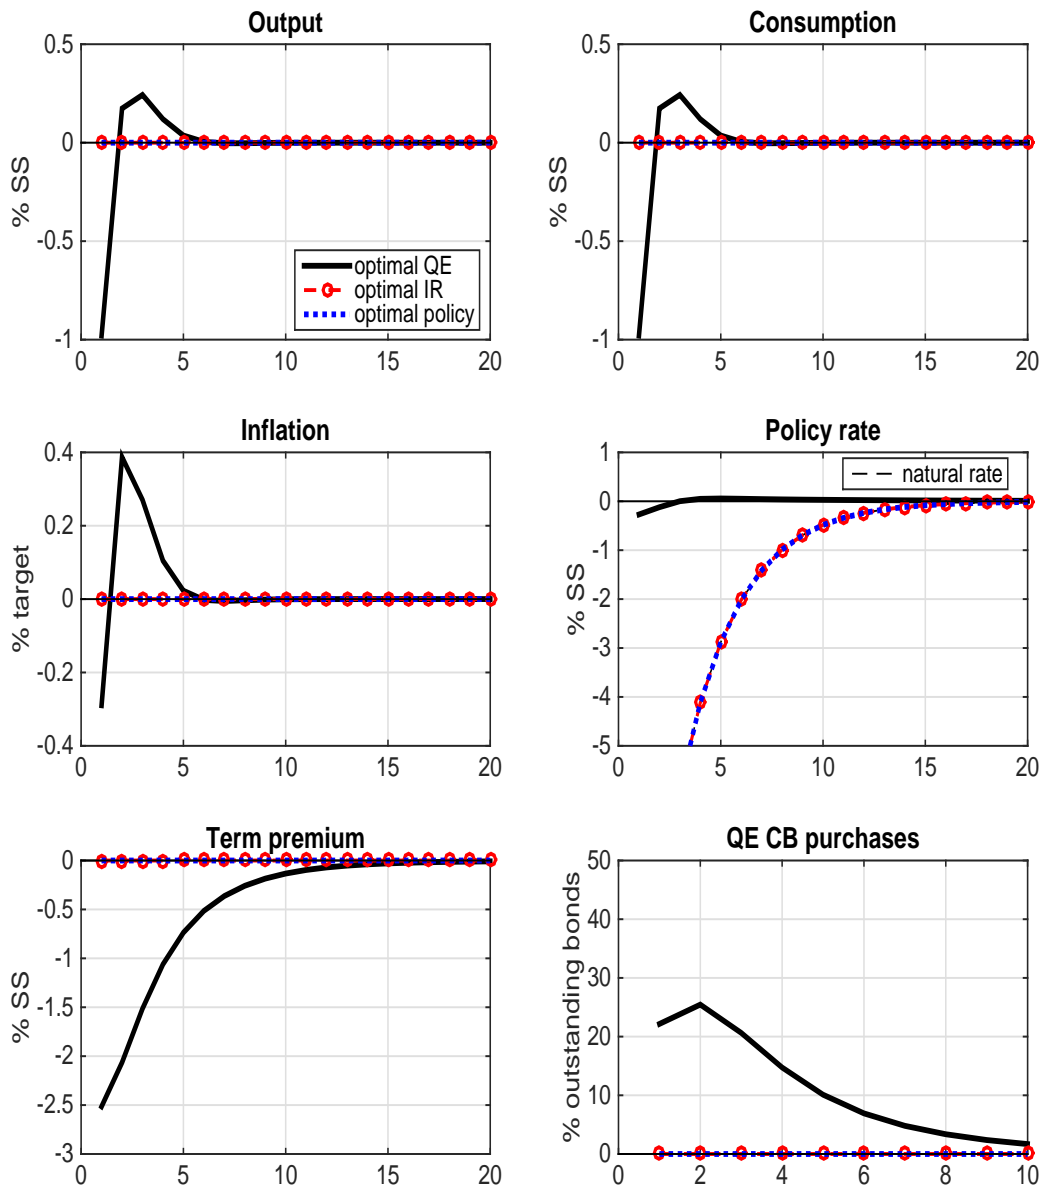 Output
0.5
0
-0.5
-1
0 5 10 15 20
% SS
optimal QE
optimal IR
optimal policy
Consumption
0.5
0
-0.5
-1
0 5 10 15 20
% SS
Inflation
0.4
0.2
0
-0.2
-0.4
0 5 10 15 20
% target
Policy rate
1
0
-1
-2
-3
-4
-5
0 5 10 15 20
% SS
natural rate
Term premium
0
-0.5
-1
-1.5
-2
-2.5
-3
0 5 10 15 20
% SS
QE CB purchases
50
40
30
20
10
0
0 2 4 6 8 10
% outstanding bonds